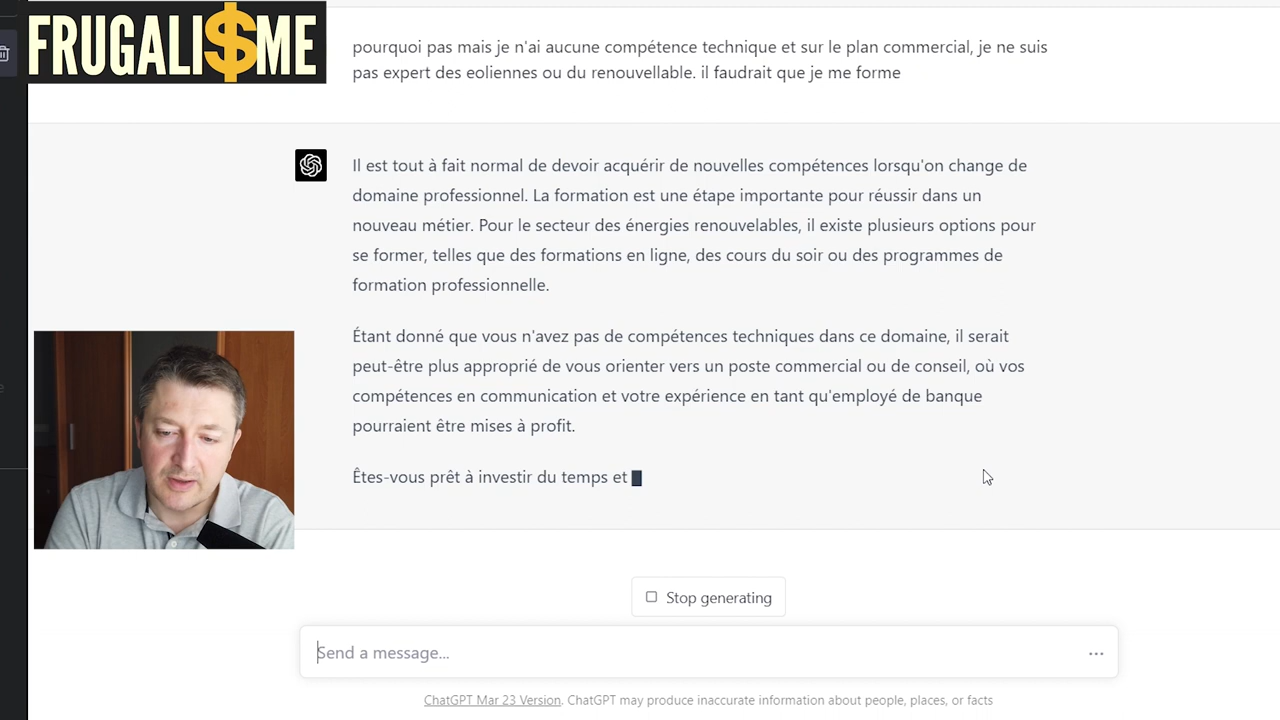 FRUGALI$ME
pourquoi pas mais je n'ai aucune compétence technique et sur le plan commercial, je ne suis
pas expert des eoliennes ou du renouvellable. il faudrait que je me forme
Il est tout à fait normal de devoir acquérir de nouvelles compétences lorsqu'on change de
domaine professionnel. La formation est une étape importante pour réussir dans un
nouveau métier. Pour le secteur des énergies renouvelables, il existe plusieurs options pour
se former, telles que des formations en ligne, des cours du soir ou des programmes de
formation professionnelle.
Étant donné que vous n'avez pas de compétences techniques dans ce domaine, il serait
peut-être plus approprié de vous orienter vers un poste commercial ou de conseil, où vos
compétences en communication et votre expérience en tant qu'employé de banque
pourraient être mises à profit.
Êtes-vous prêt à investir du temps et
Stop generating
Send a message...
ChatGPT Mar 23 Version. ChatGPT may produce inaccurate information about people, places, or facts